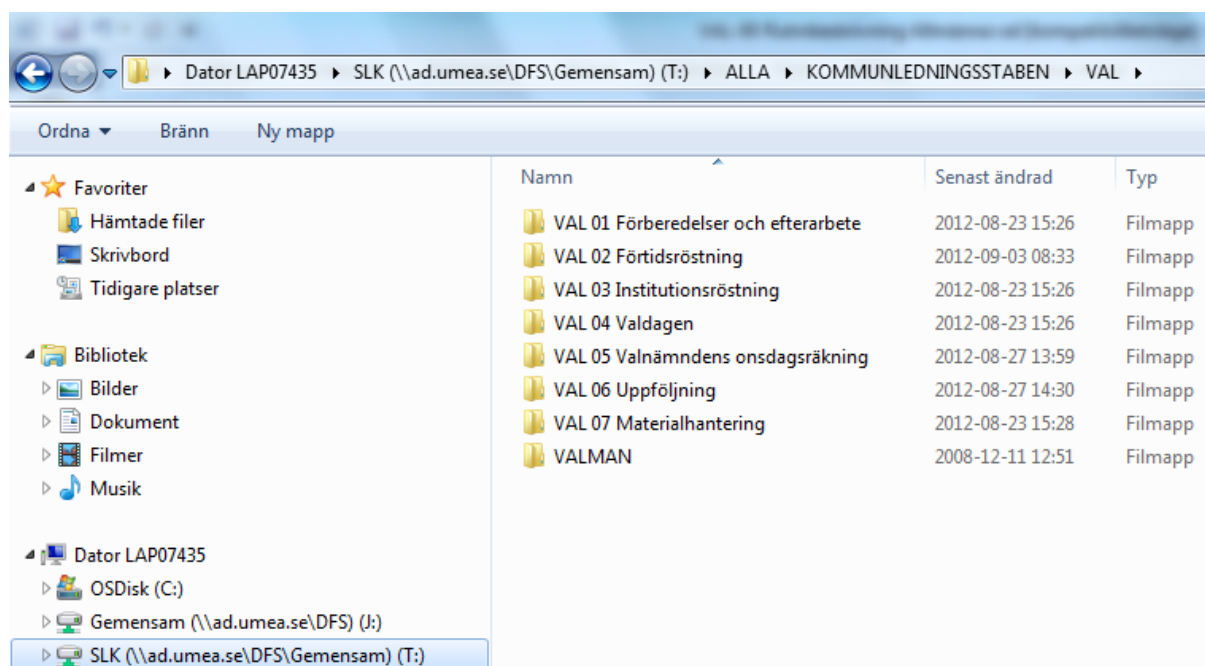 Dator LAP07435 SLK (\\ad.umea.se\DFS\Gemensam) (T:) ALLA KOMMUNLEDNINGSSTABEN VAL
Ordna Bränn Ny mapp
Favoriter
Hämtade filer
Skrivbord
Tidigare platser
Bibliotek
Bilder
Dokument
Filmer
Musik
Dator LAP07435
OSDisk (C:)
Gemensam (\\ad.umea.se\DFS) (J:)
SLK (\\ad.umea.se\DFS\Gemensam) (T:)
Namn Senast ändrad Typ
VAL 01 Förberedelser och efterarbete 2012-08-23 15:26 Filmapp
VAL 02 Förtidsröstning 2012-09-03 08:33 Filmapp
VAL 03 Institutionsröstning 2012-08-23 15:26 Filmapp
VAL 04 Valdagen 2012-08-23 15:26 Filmapp
VAL 05 Valnämndens onsdagsräkning 2012-08-27 13:59 Filmapp
VAL 06 Uppföljning 2012-08-27 14:30 Filmapp
VAL 07 Materialhantering 2012-08-23 15:28 Filmapp
VALMAN 2008-12-11 12:51 Filmapp